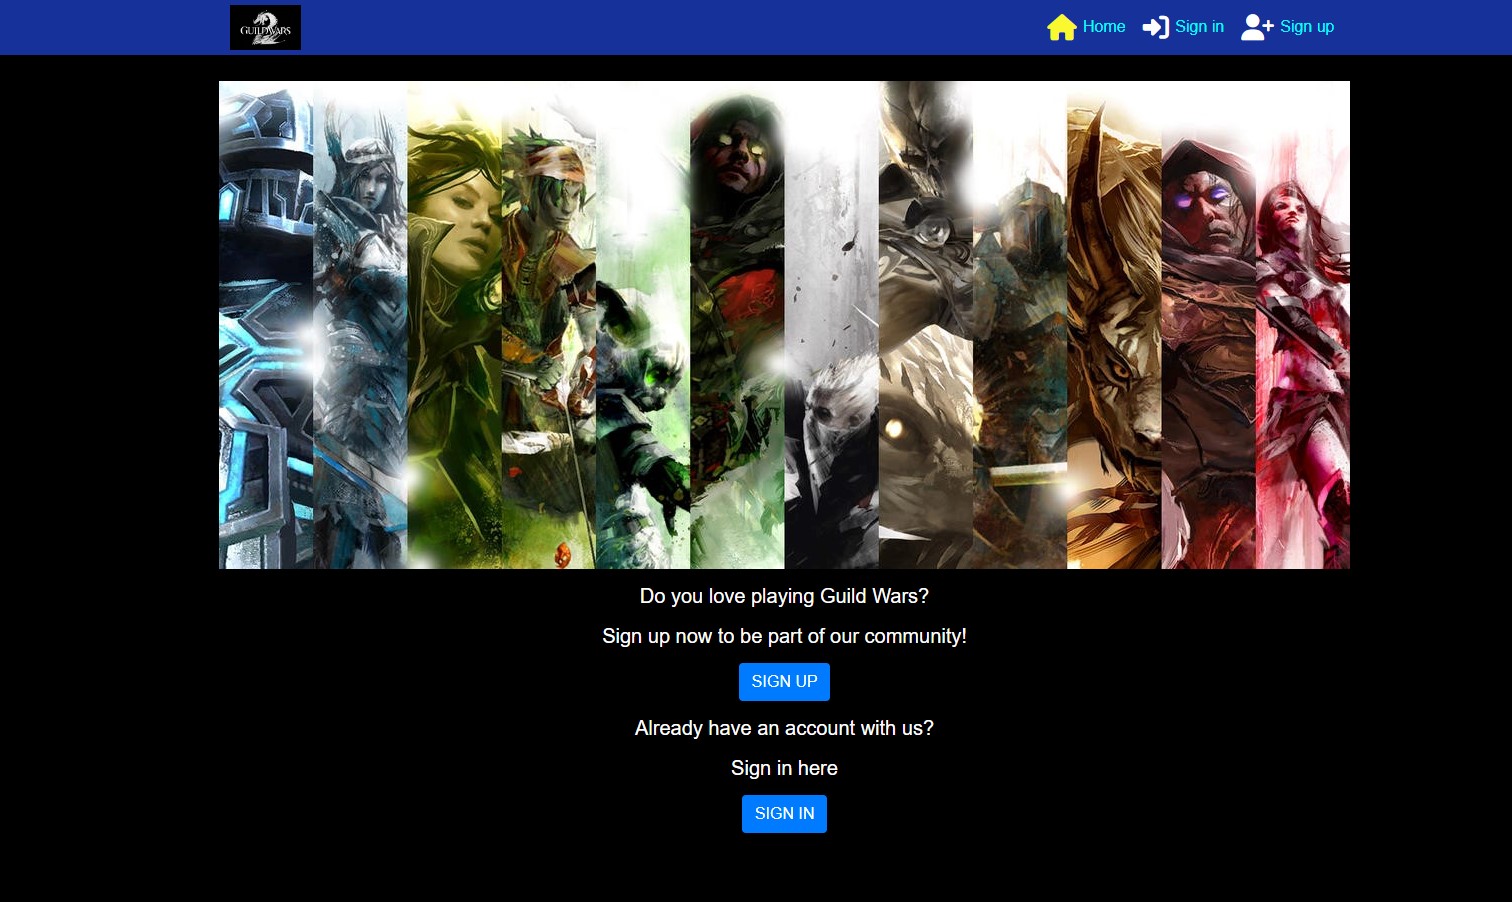 GUILD WARS 2
Home
Sign in
Sign up
Do you love playing Guild Wars?
Sign up now to be part of our community!
SIGN UP
Already have an account with us?
Sign in here
SIGN IN